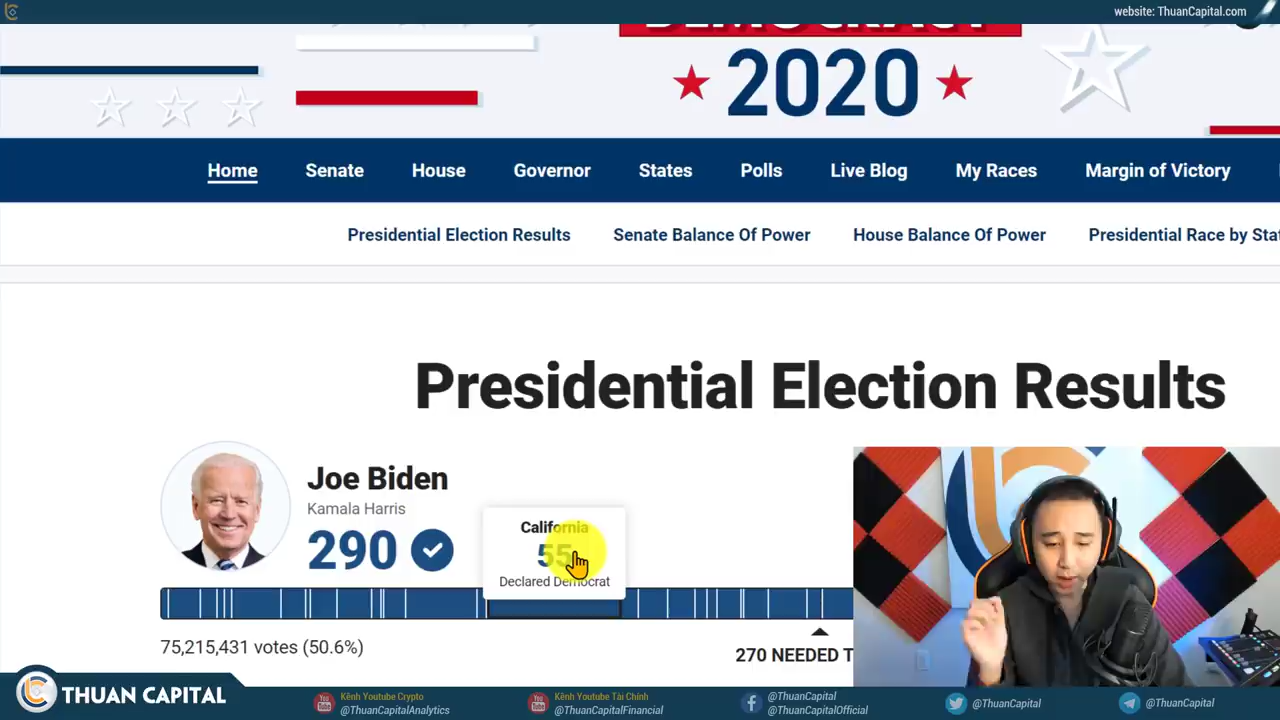 website: ThuanCapital.com
DEMOCRACY
2020
Home Senate House Governor States Polls Live Blog My Races Margin of Victory
Presidential Election Results Senate Balance Of Power House Balance Of Power Presidential Race by Sta
Presidential Election Results
Joe Biden
Kamala Harris
290
California
55
Declared Democrat
75,215,431 votes (50.6%)
270 NEEDED T
THUAN CAPITAL
Kênh Youtube Crypto
@ThuanCapitalAnalytics
Kênh Youtube Tài Chính
@ThuanCapitalFinancial
@ThuanCapital
@ThuanCapitalOfficial
@ThuanCapital
@ThuanCapital